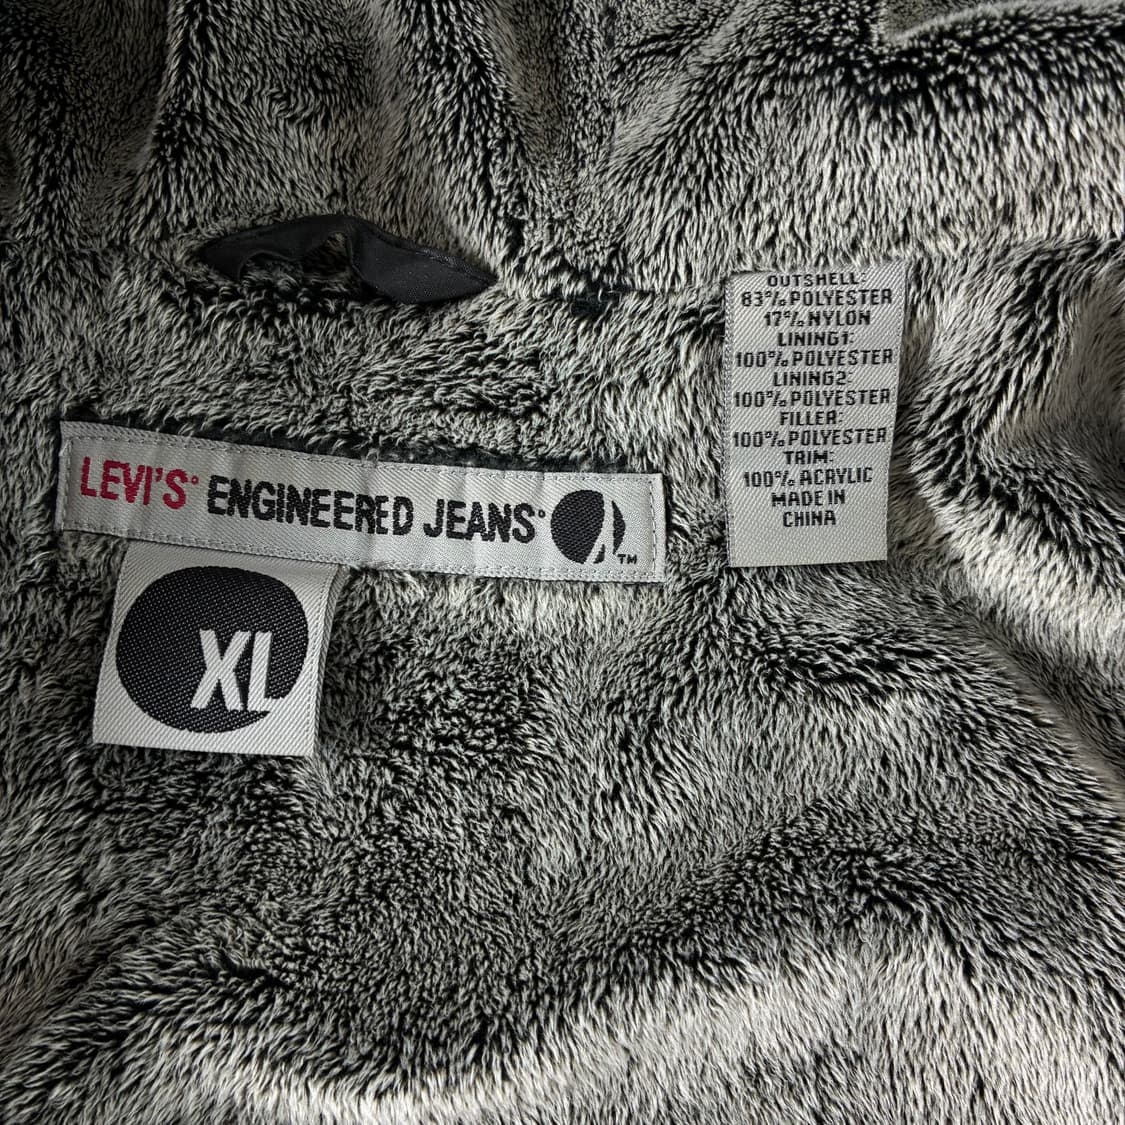 LEVI'S® ENGINEERED JEANS® ™
XL
OUTSHELL:
83% POLYESTER
17% NYLON
LINING1:
100% POLYESTER
LINING2:
100% POLYESTER
FILLER:
100% POLYESTER
TRIM:
100% ACRYLIC
MADE IN
CHINA